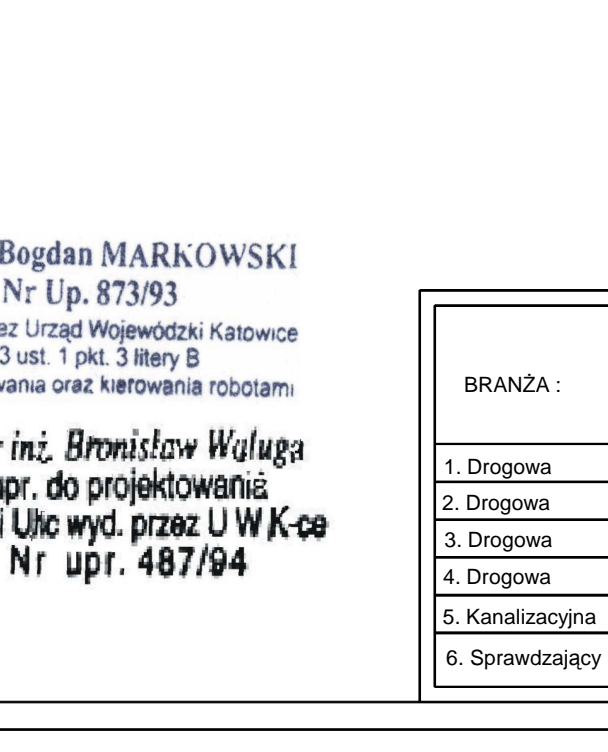 Bogdan MARKOWSKI
Nr Up. 873/93
ez Urząd Wojewódzki Katowice
3 ust. 1 pkt. 3 litery B
vania oraz kierowania robotami
inż. Bronisław Waluga
upr. do projektowania
i Ulic wyd. przez U W K-ce
Nr upr. 487/94
BRANŻA :
1. Drogowa
2. Drogowa
3. Drogowa
4. Drogowa
5. Kanalizacyjna
6. Sprawdzający